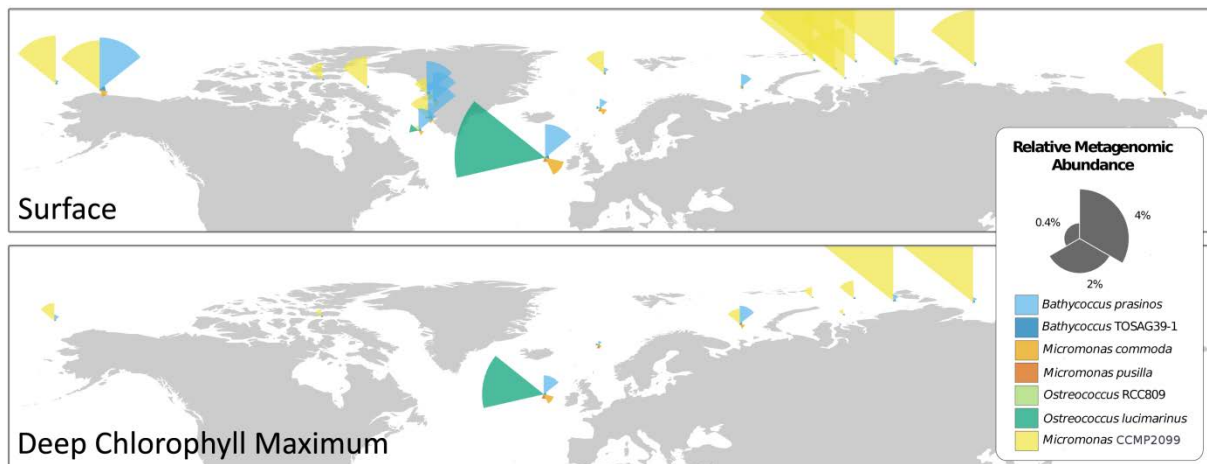 Surface
Relative Metagenomic
Abundance
0.4%
4%
2%
Bathycoccus prasinos
Bathycoccus TOSAG39-1
Micromonas commoda
Micromonas pusilla
Ostreococcus RCC809
Ostreococcus lucimarinus
Micromonas CCMP2099
Deep Chlorophyll Maximum